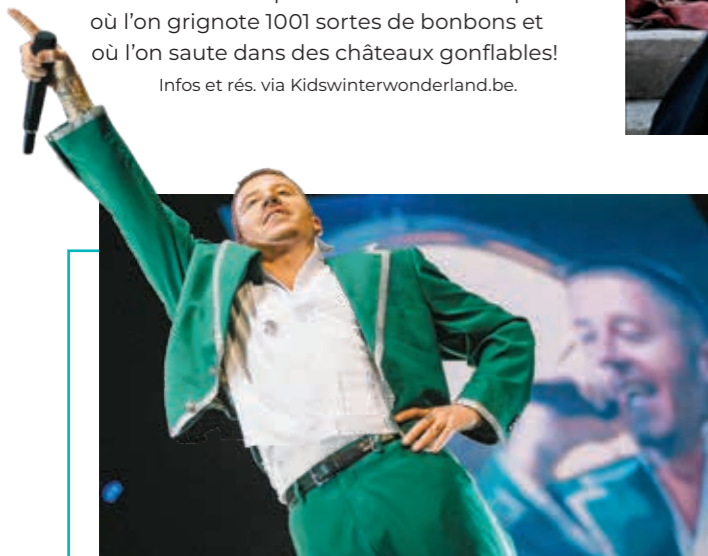 où l'on grignote 1001 sortes de bonbons et
où l'on saute dans des châteaux gonflables!
Infos et rés. via Kidswinterwonderland.be.